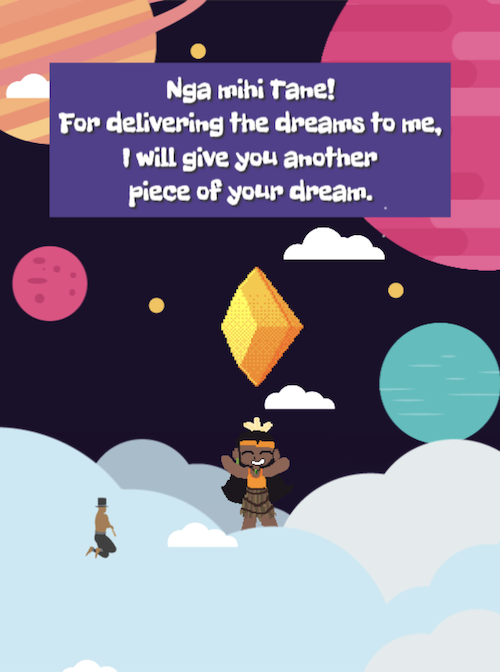 Nga mihi Tane!
For delivering the dreams to me,
I will give you another
piece of your dream.